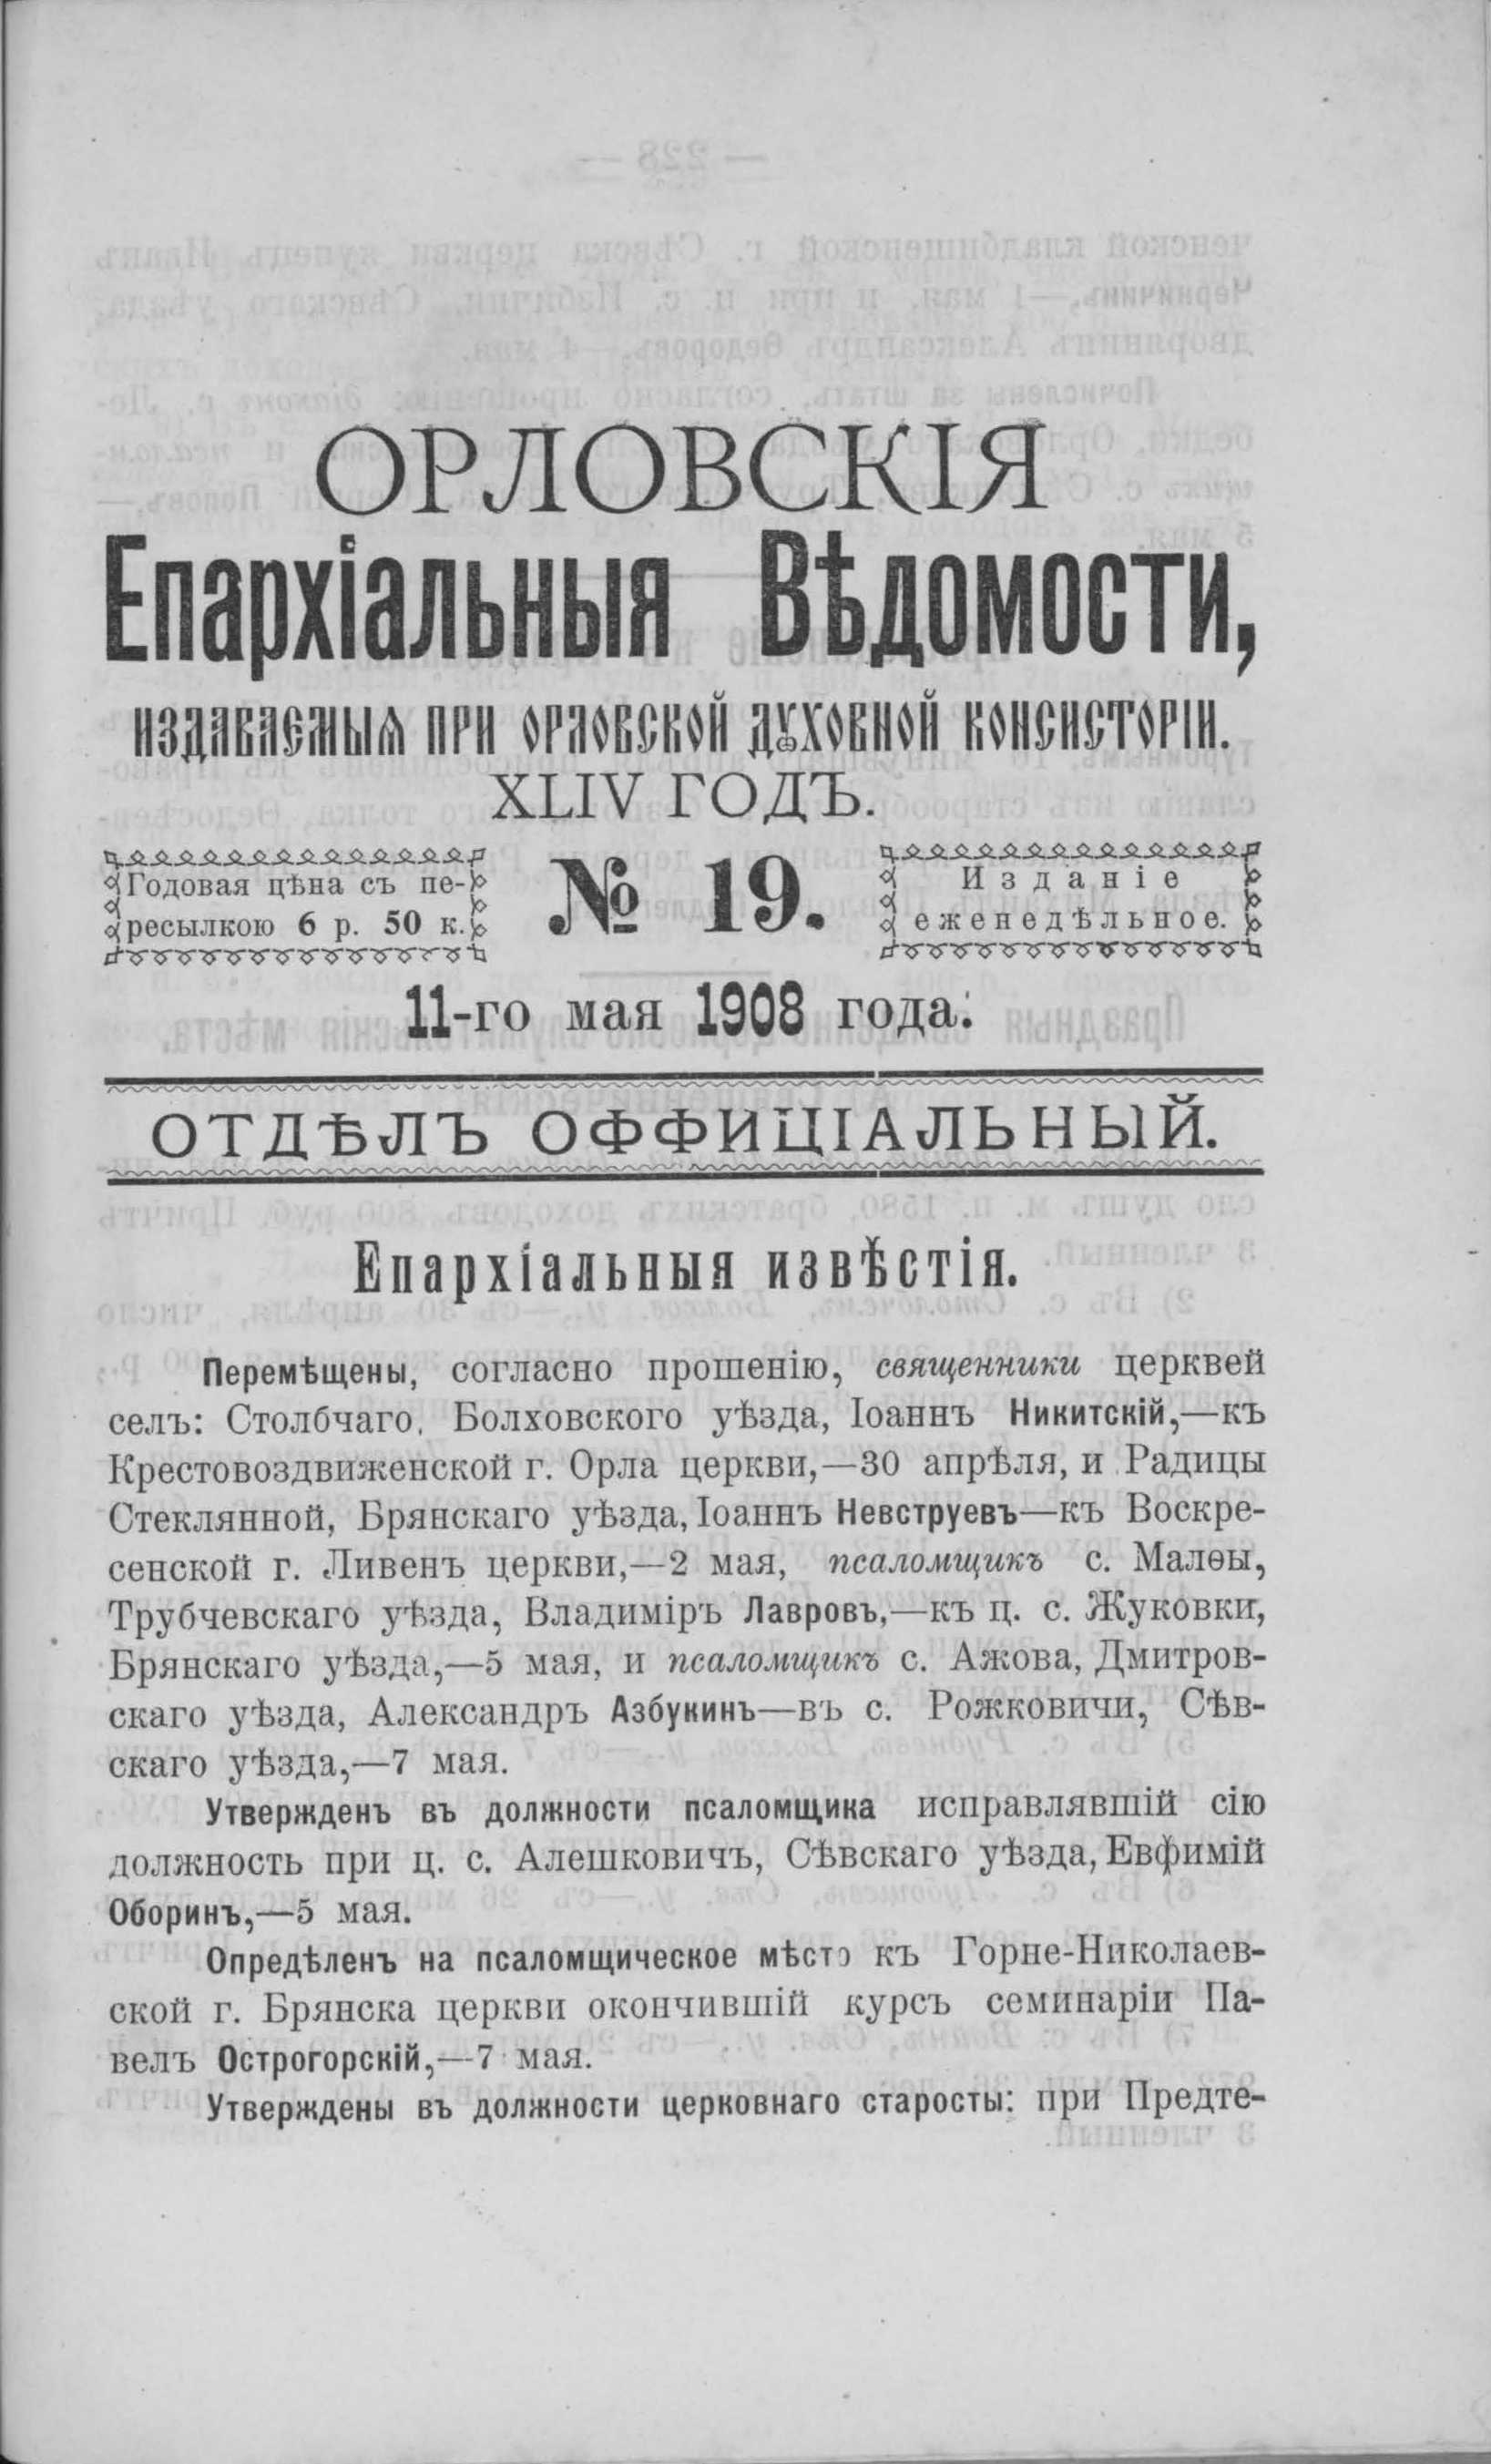 ОРЛОВСКІЯ
Епархіальныя Вѣдомости,
издаваемыѧ при орловской дꙋховной консисторіи.
XLIV ГОДЪ.
Годовая цѣна съ пе-
ресылкою 6 р. 50 к.
№ 19.
Изданіе
еженедѣльное.
11-го мая 1908 года.
ОТДѢЛЪ ОФФИЦІАЛЬНЫЙ.
Епархіальныя извѣстія.
Перемѣщены, согласно прошенію, священники церквей
селъ: Столбчаго, Болховского уѣзда, Іоаннъ Никитскій,—къ
Крестовоздвиженской г. Орла церкви,—30 апрѣля, и Радицы
Стеклянной, Брянскаго уѣзда, Іоаннъ Невструевъ—къ Воскре-
сенской г. Ливенъ церкви,—2 мая, псаломщикъ с. Малѳы,
Трубчевскаго уѣзда, Владиміръ Лавровъ,—къ ц. с. Жуковки,
Брянскаго уѣзда,—5 мая, и псаломщикъ с. Ажова, Дмитров-
скаго уѣзда, Александръ Азбукинъ—въ с. Рожковичи, Сѣв-
скаго уѣзда,—7 мая.
Утвержденъ въ должности псаломщика исправлявшій сію
должность при ц. с. Алешковичъ, Сѣвскаго уѣзда, Евфимій
Оборинъ,—5 мая.
Опредѣленъ на псаломщическое мѣсто къ Горне-Николаев-
ской г. Брянска церкви окончившій курсъ семинаріи Па-
велъ Острогорскій,—7 мая.
Утверждены въ должности церковнаго старосты: при Предте-